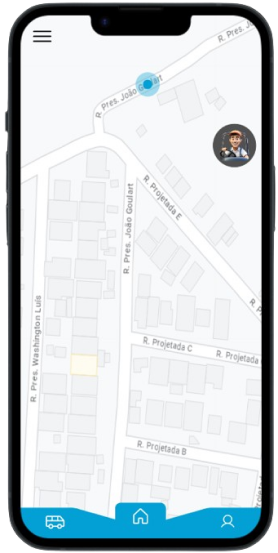 R. Pres. J
R. Pres. João Goulart
R. Projetada E
R. Pres. João Goulart
R. Pres. Washington Luís
R. P
R. Projetada C
R. Projetada
R. Projetada B